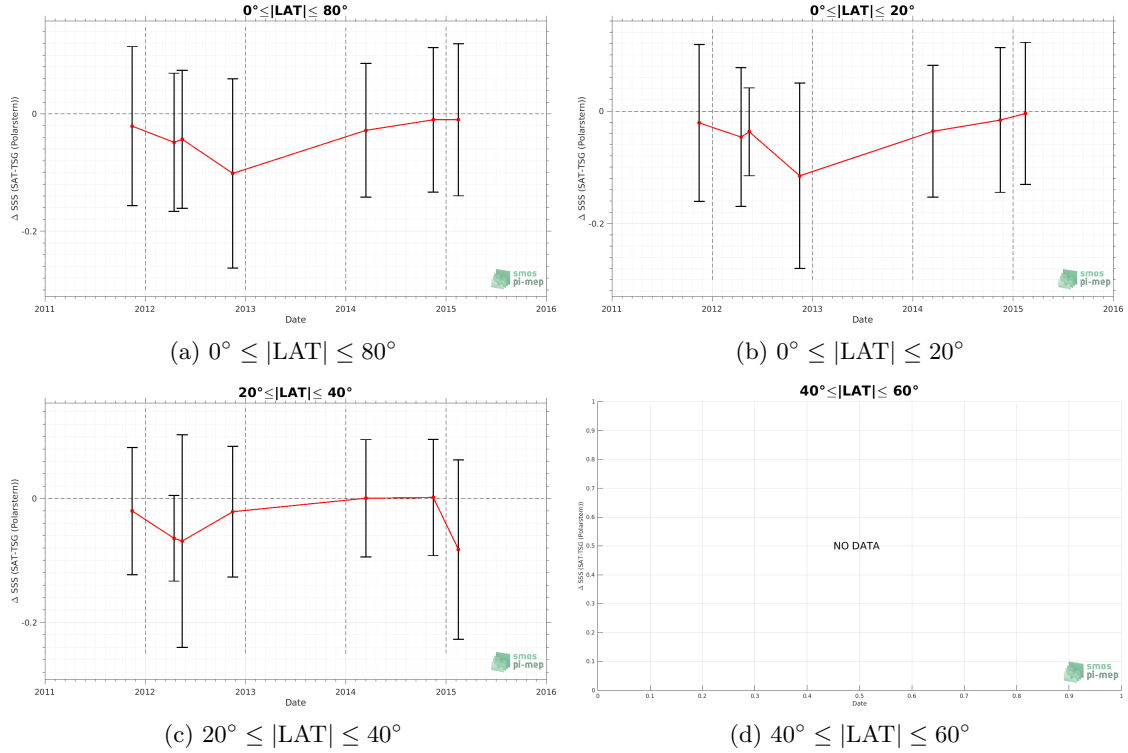 0°≤|LAT|≤ 80°
Δ SSS (SAT-TSG (Polarstern))
0
-0.2
2011 2012 2013 2014 2015 2016
Date
smos
pi-mep
(a) 0° ≤ |LAT| ≤ 80°
0°≤|LAT|≤ 20°
Δ SSS (SAT-TSG (Polarstern))
0
-0.2
2011 2012 2013 2014 2015 2016
Date
smos
pi-mep
(b) 0° ≤ |LAT| ≤ 20°
20°≤|LAT|≤ 40°
Δ SSS (SAT-TSG (Polarstern))
0
-0.2
2011 2012 2013 2014 2015 2016
Date
smos
pi-mep
(c) 20° ≤ |LAT| ≤ 40°
40°≤|LAT|≤ 60°
Δ SSS (SAT-TSG (Polarstern))
1
0.9
0.8
0.7
0.6
0.5
0.4
0.3
0.2
0.1
0
NO DATA
0 0.1 0.2 0.3 0.4 0.5 0.6 0.7 0.8 0.9 1
Date
smos
pi-mep
(d) 40° ≤ |LAT| ≤ 60°